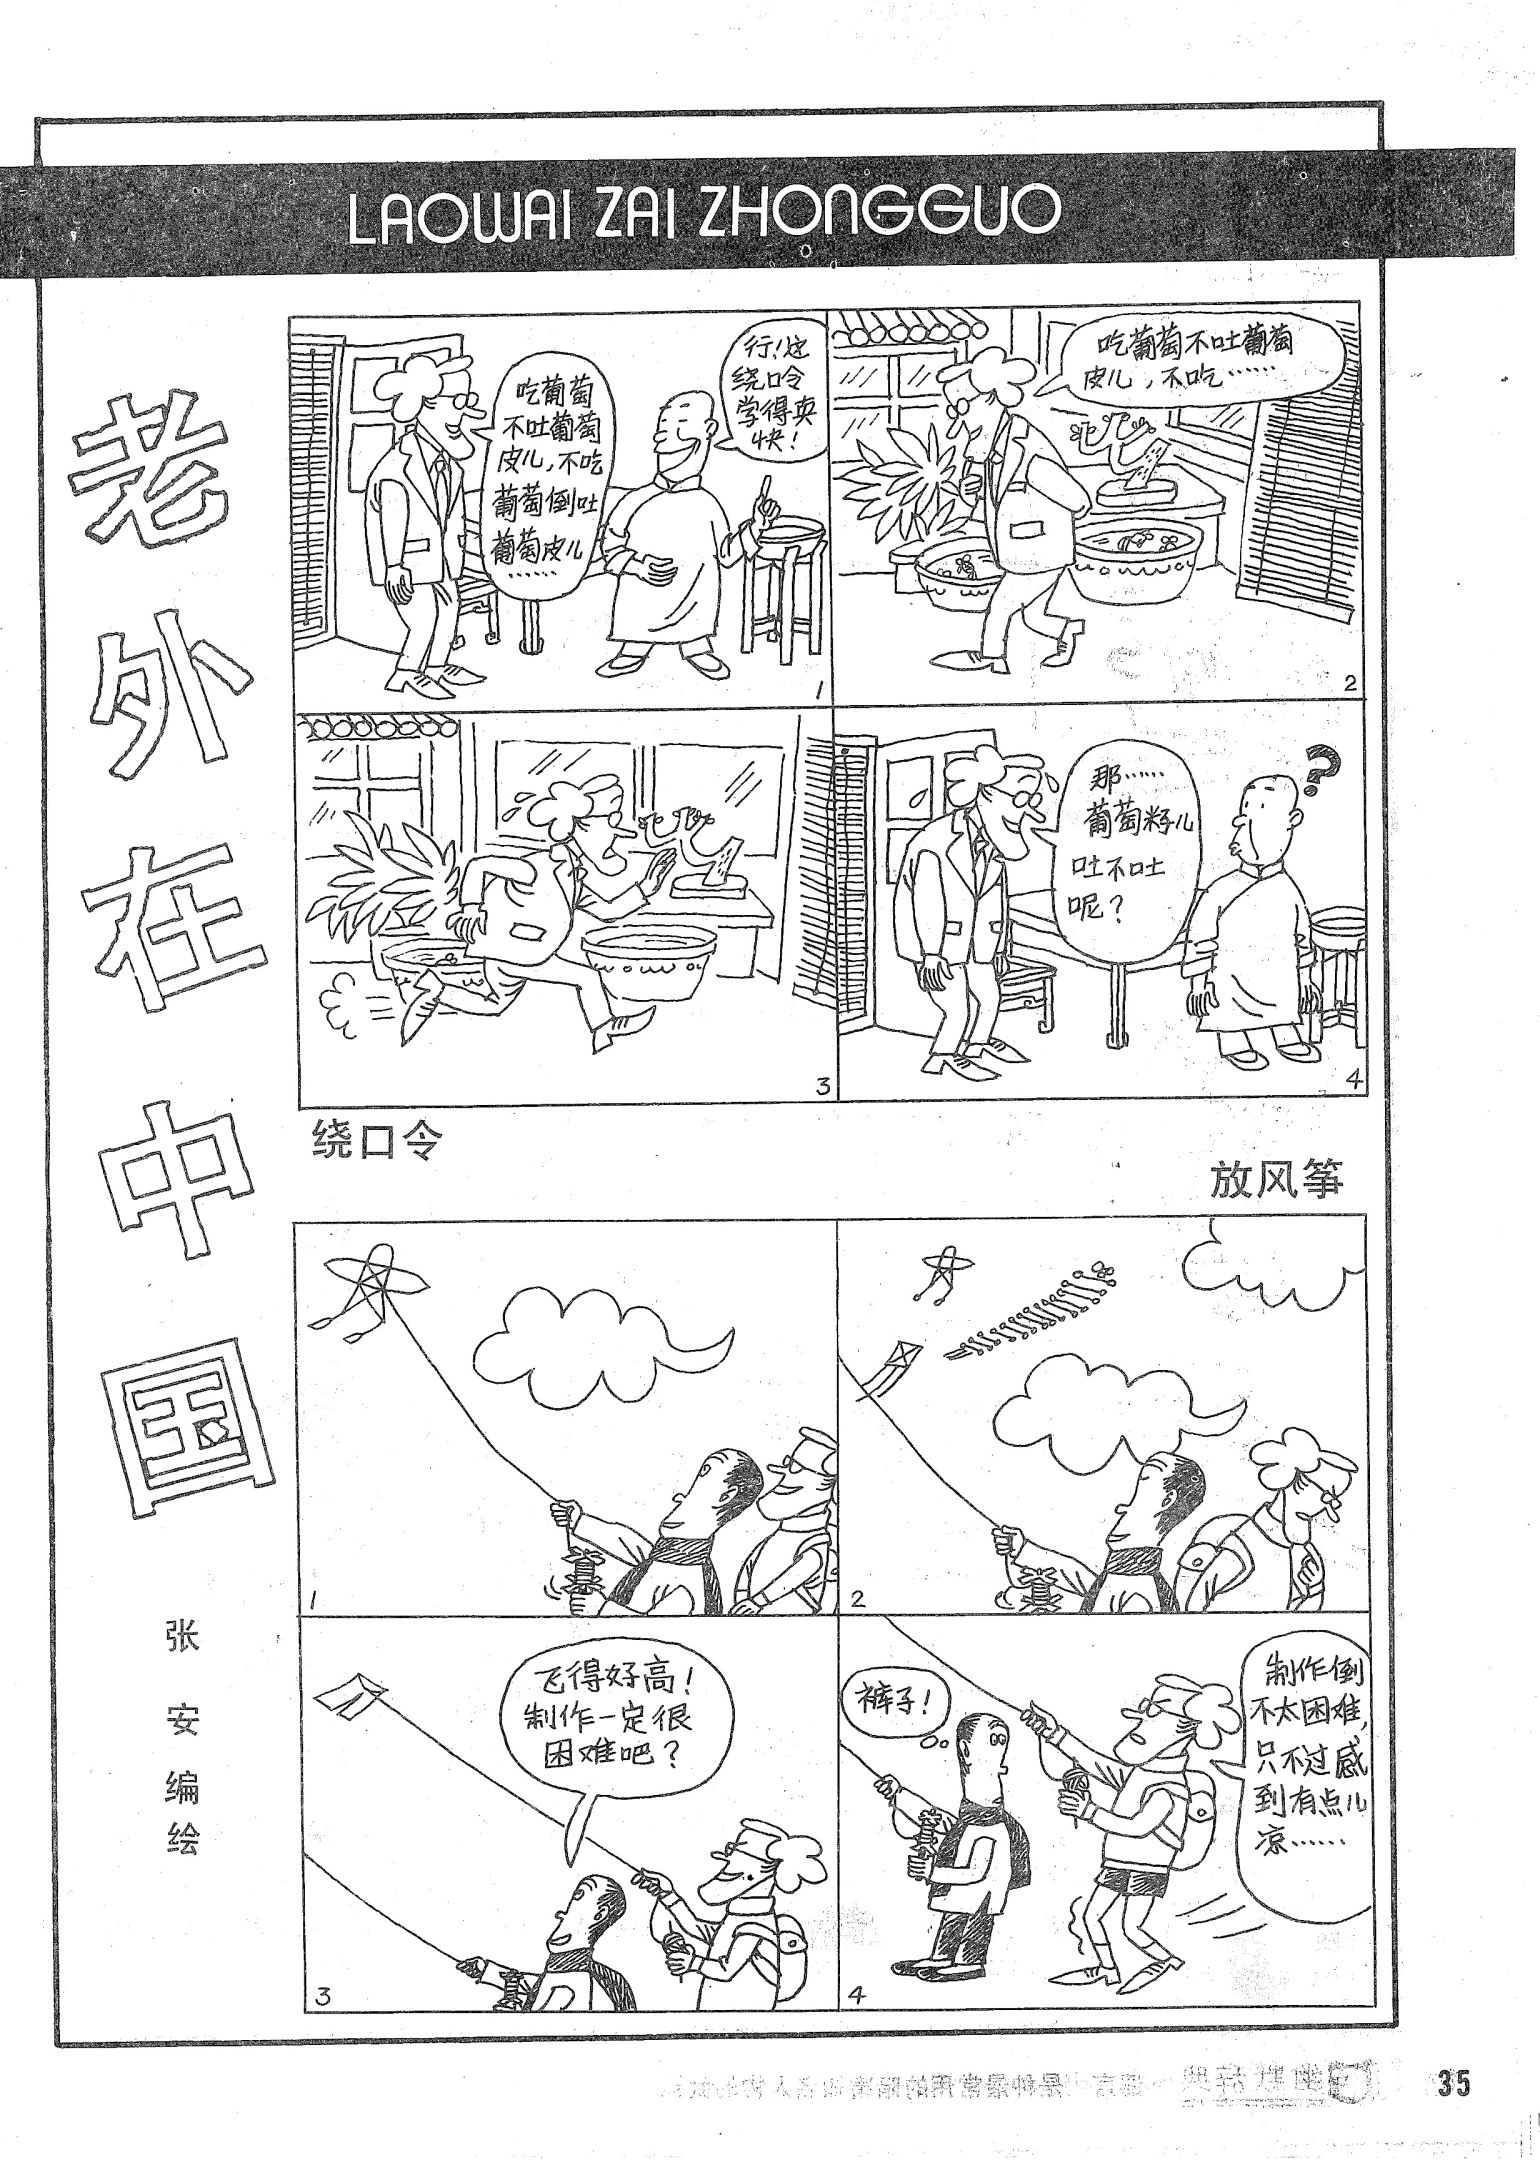 LAOWAI ZAI ZHONGGUO
老外在中国
张安编绘
吃葡萄
不吐葡萄
皮儿,不吃
葡萄倒吐
葡萄皮儿
……
行!这
绕口令
学得真
快!
1
吃葡萄不吐葡萄
皮儿,不吃……
2
3
那……
葡萄籽儿
吐不吐
呢?
?
4
绕口令
放风筝
1
2
飞得好高!
制作一定很
困难吧?
3
裤子!
制作倒
不太困难,
只不过感
到有点儿
凉……
4
幽默辞典
35